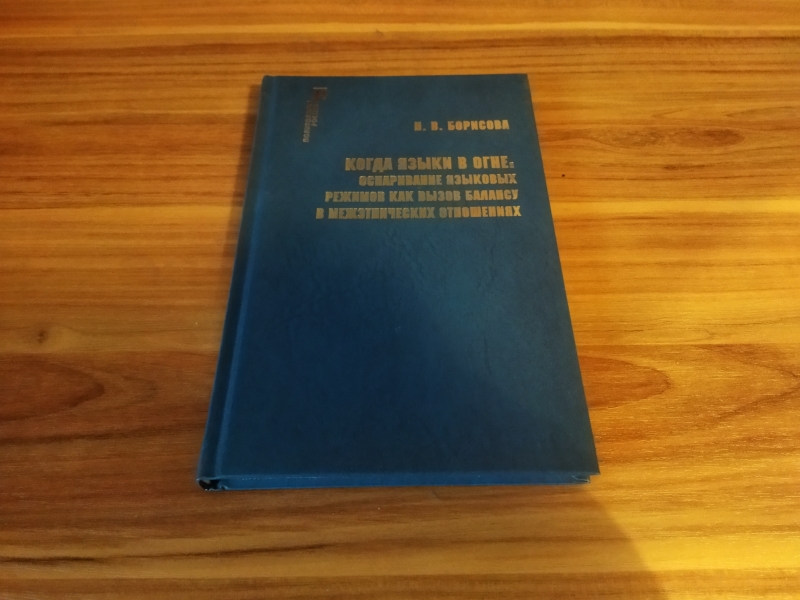 Н. В. БОРИСОВА
КОГДА ЯЗЫКИ В ОГНЕ:
ОСПАРИВАНИЕ ЯЗЫКОВЫХ
РЕЖИМОВ КАК ВЫЗОВ БАЛАНСУ
В МЕЖЭТНИЧЕСКИХ ОТНОШЕНИЯХ